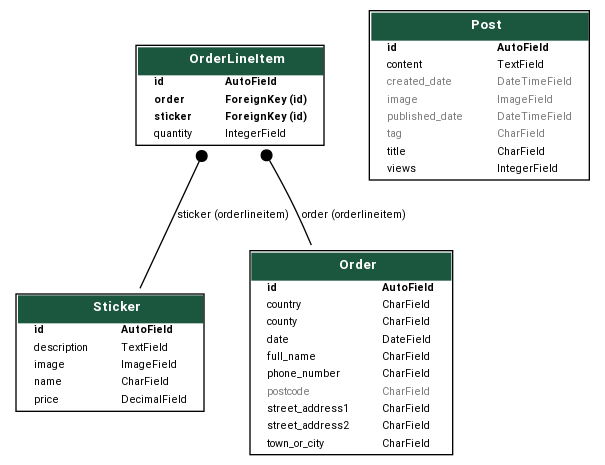 Post
id AutoField
content TextField
created_date DateTimeField
image ImageField
published_date DateTimeField
tag CharField
title CharField
views IntegerField
OrderLineItem
id AutoField
order ForeignKey (id)
sticker ForeignKey (id)
quantity IntegerField
sticker (orderlineitem)
order (orderlineitem)
Sticker
id AutoField
description TextField
image ImageField
name CharField
price DecimalField
Order
id AutoField
country CharField
county CharField
date DateField
full_name CharField
phone_number CharField
postcode CharField
street_address1 CharField
street_address2 CharField
town_or_city CharField